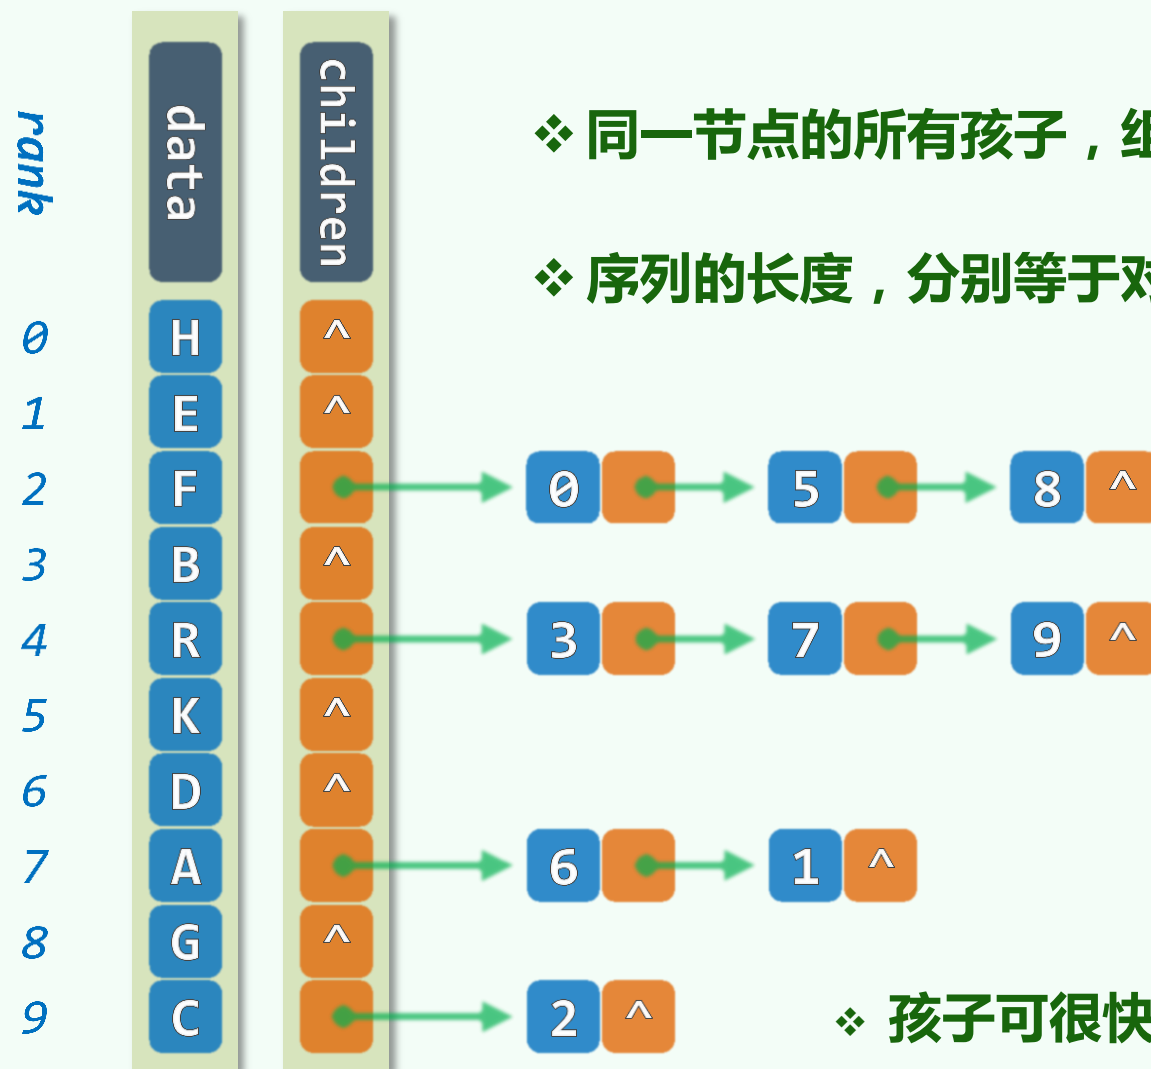 rank
data
children
❖ 同一节点的所有孩子，
❖ 序列的长度，分别等于
0 H ^
1 E ^
2 F 0 5 8 ^
3 B ^
4 R 3 7 9 ^
5 K ^
6 D ^
7 A 6 1 ^
8 G ^
9 C 2 ^
❖ 孩子可很快